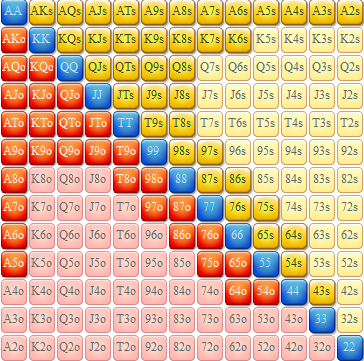 AA AKs AQs AJs ATs A9s A8s A7s A6s A5s A4s A3s A2s
AKo KK KQs KJs KTs K9s K8s K7s K6s K5s K4s K3s K2s
AQo KQo QQ QJs QTs Q9s Q8s Q7s Q6s Q5s Q4s Q3s Q2s
AJo KJo QJo JJ JTs J9s J8s J7s J6s J5s J4s J3s J2s
ATo KTo QTo JTo TT T9s T8s T7s T6s T5s T4s T3s T2s
A9o K9o Q9o J9o T9o 99 98s 97s 96s 95s 94s 93s 92s
A8o K8o Q8o J8o T8o 98o 88 87s 86s 85s 84s 83s 82s
A7o K7o Q7o J7o T7o 97o 87o 77 76s 75s 74s 73s 72s
A6o K6o Q6o J6o T6o 96o 86o 76o 66 65s 64s 63s 62s
A5o K5o Q5o J5o T5o 95o 85o 75o 65o 55 54s 53s 52s
A4o K4o Q4o J4o T4o 94o 84o 74o 64o 54o 44 43s 42s
A3o K3o Q3o J3o T3o 93o 83o 73o 63o 53o 43o 33 32s
A2o K2o Q2o J2o T2o 92o 82o 72o 62o 52o 42o 32o 22